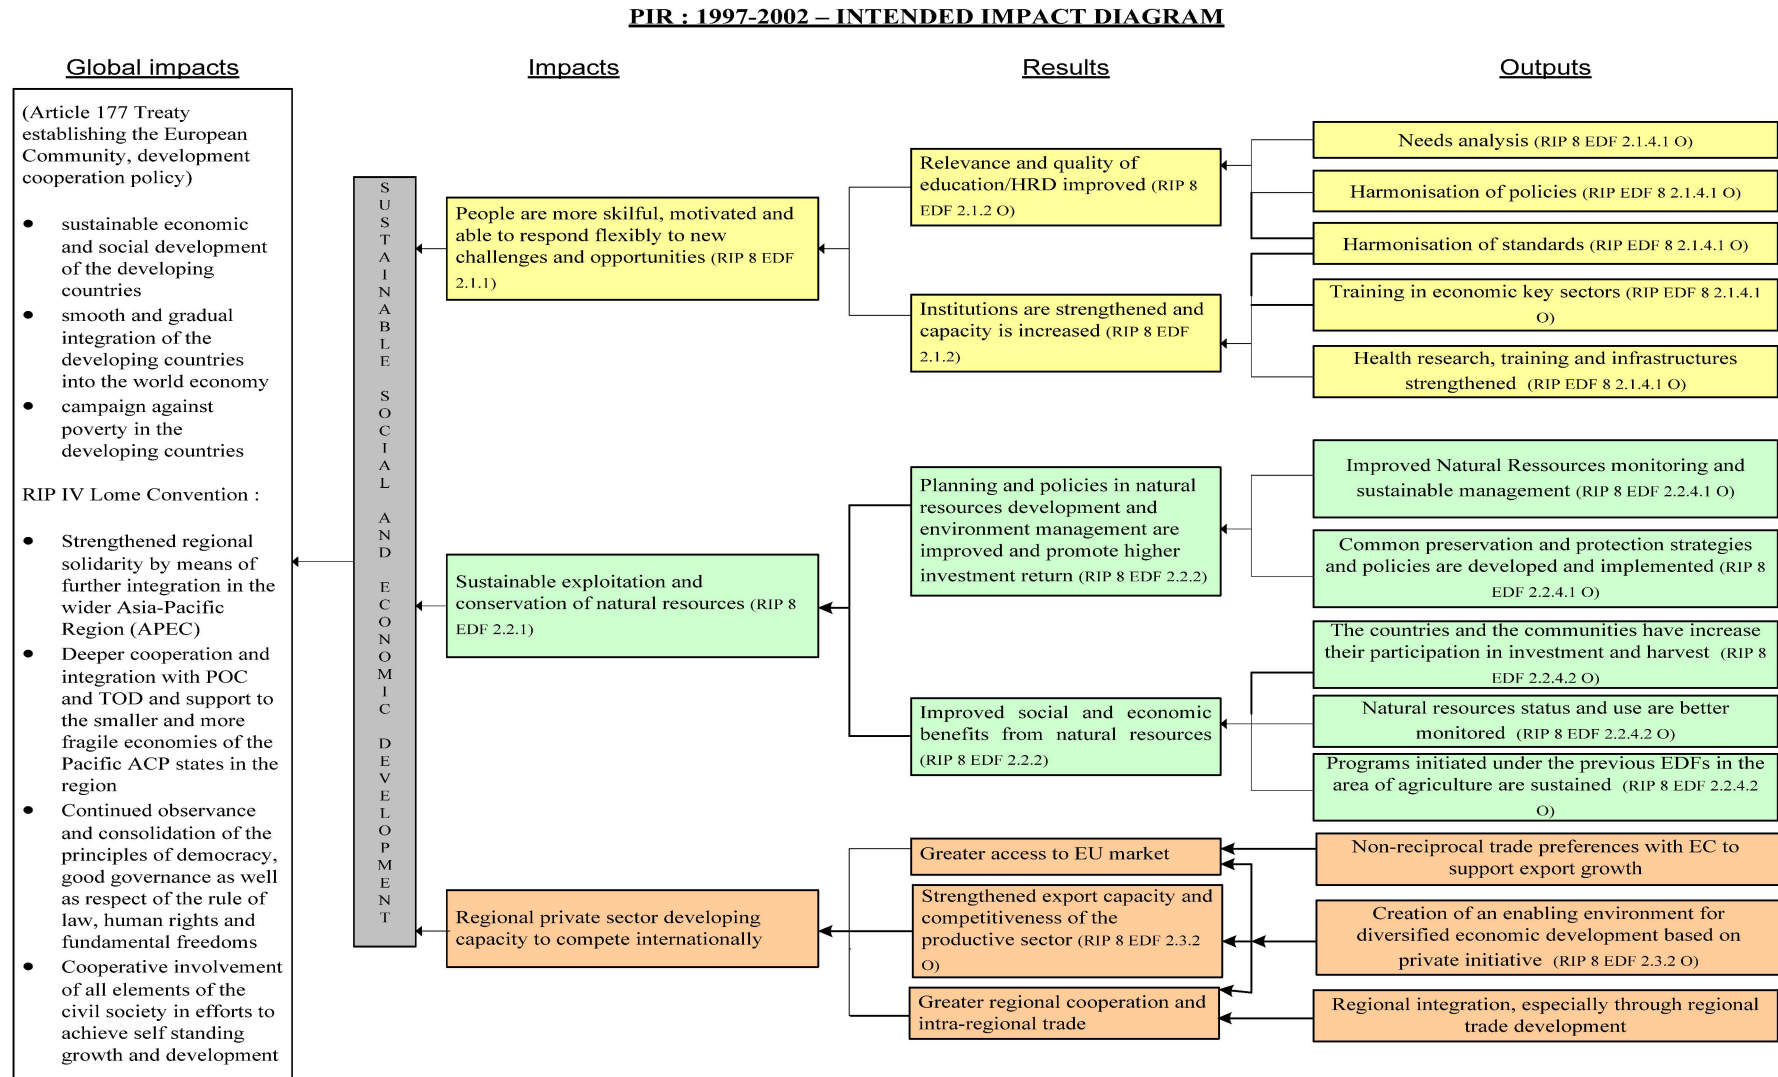 PIR : 1997-2002 – INTENDED IMPACT DIAGRAM
Global impacts
Impacts
Results
Outputs
(Article 177 Treaty
establishing the European
Community, development
cooperation policy)
● sustainable economic
and social development
of the developing
countries
● smooth and gradual
integration of the
developing countries
into the world economy
● campaign against
poverty in the
developing countries
RIP IV Lome Convention :
● Strengthened regional
solidarity by means of
further integration in the
wider Asia-Pacific
Region (APEC)
● Deeper cooperation and
integration with POC
and TOD and support to
the smaller and more
fragile economies of the
Pacific ACP states in the
region
● Continued observance
and consolidation of the
principles of democracy,
good governance as well
as respect of the rule of
law, human rights and
fundamental freedoms
● Cooperative involvement
of all elements of the
civil society in efforts to
achieve self standing
growth and development
SUSTAINABLE SOCIAL AND ECONOMIC DEVELOPMENT
People are more skilful, motivated and
able to respond flexibly to new
challenges and opportunities (RIP 8 EDF
2.1.1)
Sustainable exploitation and
conservation of natural resources (RIP 8
EDF 2.2.1)
Regional private sector developing
capacity to compete internationally
Relevance and quality of
education/HRD improved (RIP 8
EDF 2.1.2 O)
Institutions are strengthened and
capacity is increased (RIP 8 EDF
2.1.2)
Planning and policies in natural
resources development and
environment management are
improved and promote higher
investment return (RIP 8 EDF 2.2.2)
Improved social and economic
benefits from natural resources
(RIP 8 EDF 2.2.2)
Greater access to EU market
Strengthened export capacity and
competitiveness of the
productive sector (RIP 8 EDF 2.3.2
O)
Greater regional cooperation and
intra-regional trade
Needs analysis (RIP 8 EDF 2.1.4.1 O)
Harmonisation of policies (RIP EDF 8 2.1.4.1 O)
Harmonisation of standards (RIP EDF 8 2.1.4.1 O)
Training in economic key sectors (RIP EDF 8 2.1.4.1
O)
Health research, training and infrastructures
strengthened (RIP EDF 8 2.1.4.1 O)
Improved Natural Ressources monitoring and
sustainable management (RIP 8 EDF 2.2.4.1 O)
Common preservation and protection strategies
and policies are developed and implemented (RIP 8
EDF 2.2.4.1 O)
The countries and the communities have increase
their participation in investment and harvest (RIP 8
EDF 2.2.4.2 O)
Natural resources status and use are better
monitored (RIP 8 EDF 2.2.4.2 O)
Programs initiated under the previous EDFs in the
area of agriculture are sustained (RIP 8 EDF 2.2.4.2
O)
Non-reciprocal trade preferences with EC to
support export growth
Creation of an enabling environment for
diversified economic development based on
private initiative (RIP 8 EDF 2.3.2 O)
Regional integration, especially through regional
trade development